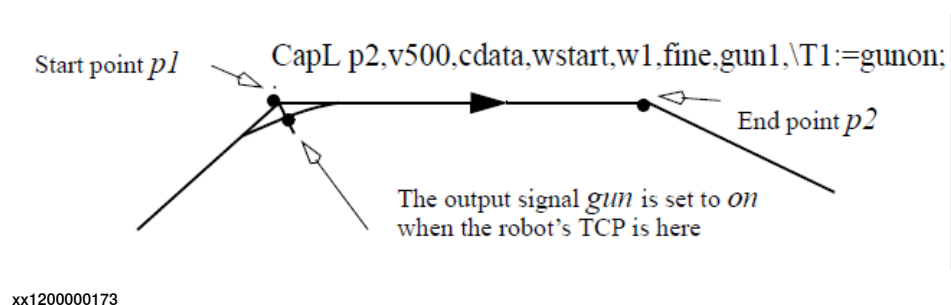 CapL p2,v500,cdata,wstart,w1,fine,gun1,\T1:=gunon;
Start point p1
End point p2
The output signal gun is set to on
when the robot's TCP is here
xx1200000173